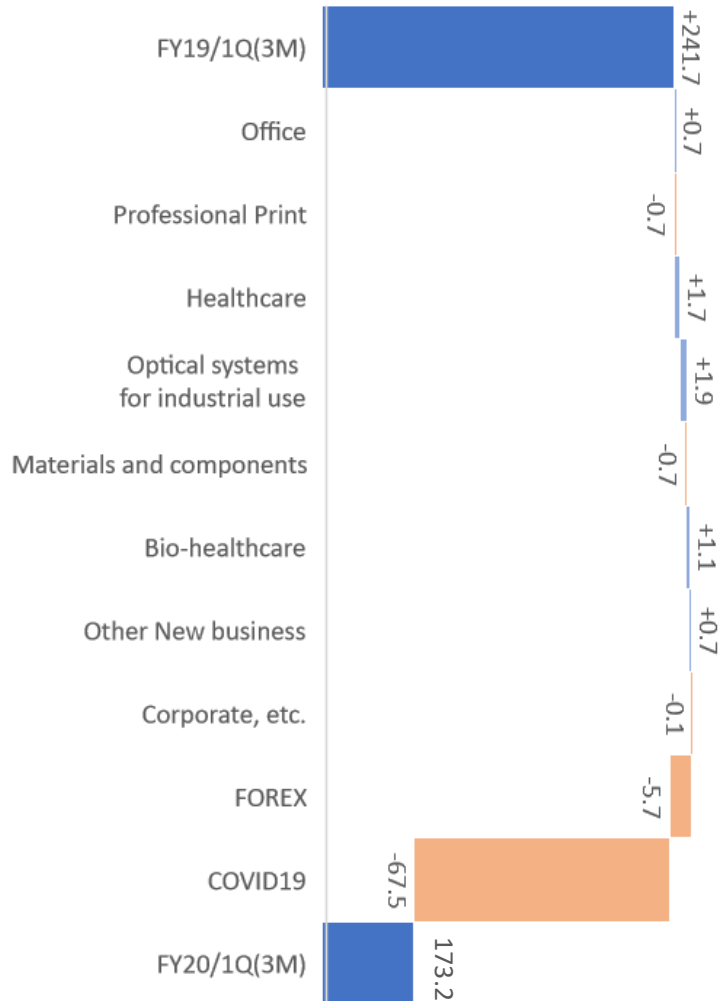 FY19/1Q(3M)
+241.7
Office
+0.7
Professional Print
-0.7
Healthcare
+1.7
Optical systems
for industrial use
+1.9
Materials and components
-0.7
Bio-healthcare
+1.1
Other New business
+0.7
Corporate, etc.
-0.1
FOREX
-5.7
COVID19
-67.5
FY20/1Q(3M)
173.2